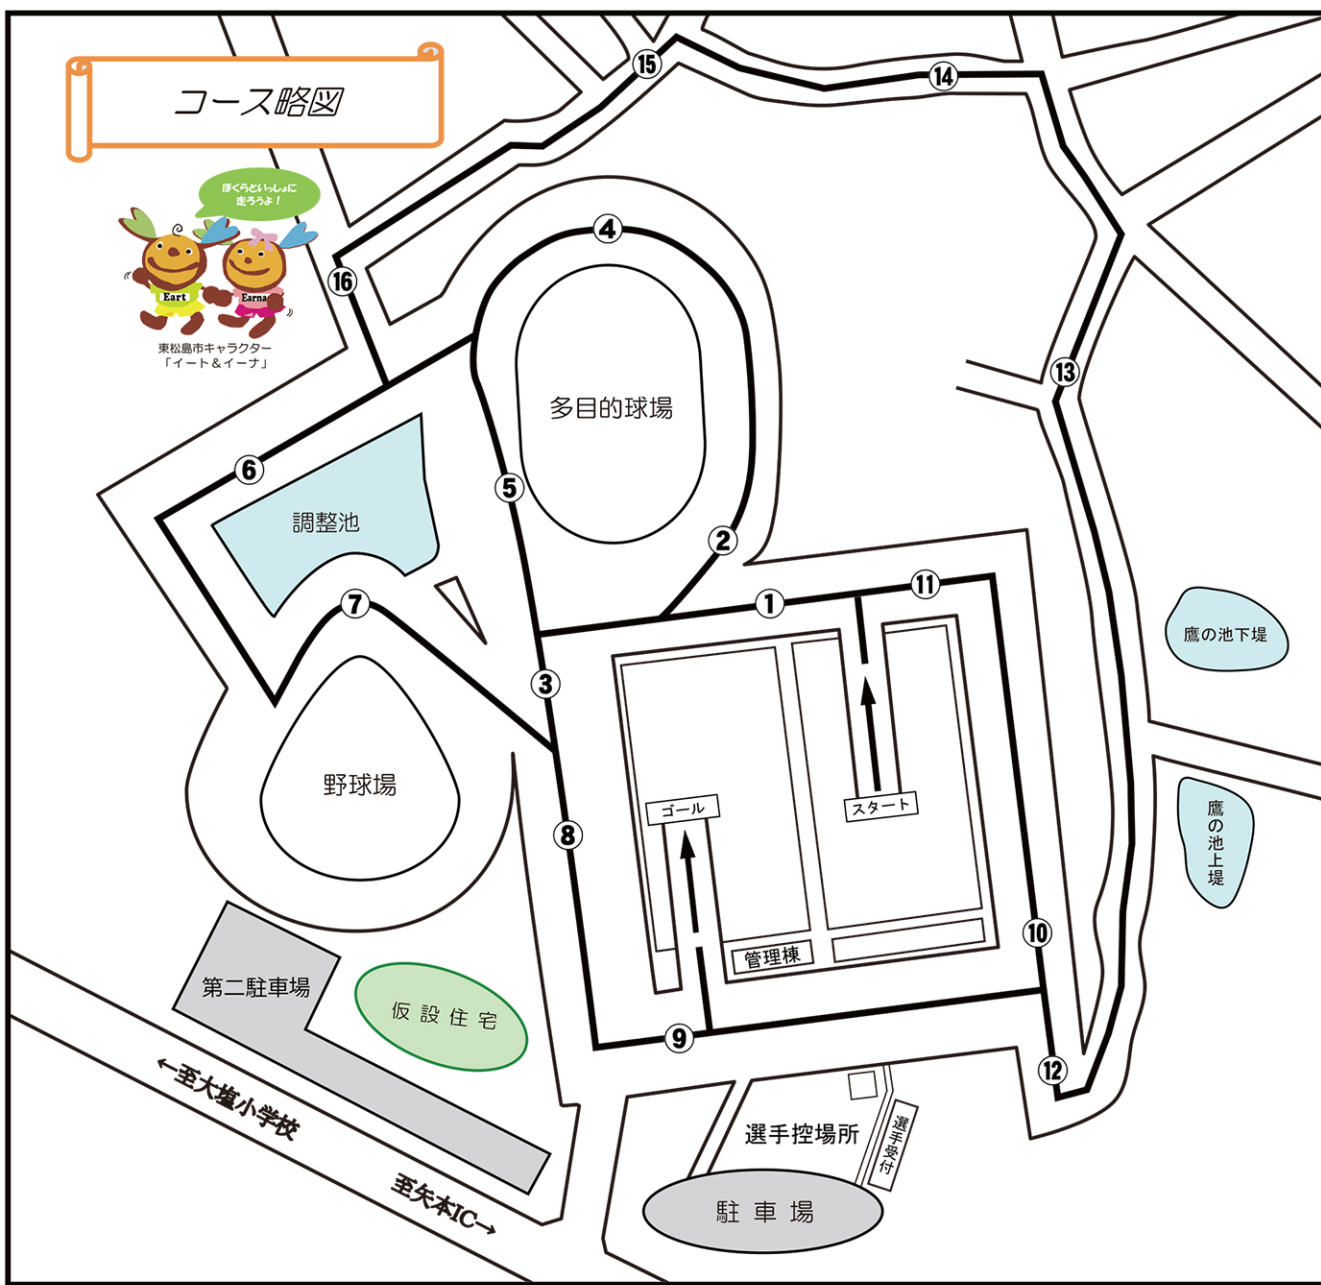 コース略図
ぼくらといっしょに
走ろうよ！
Eart
Earna
東松島市キャラクター
「イート＆イーナ」
⑮
⑭
④
⑯
⑬
多目的球場
⑥
⑤
調整池
②
⑦
①
⑪
鷹の池下堤
③
野球場
ゴール
スタート
⑧
鷹の池上堤
⑩
管理棟
第二駐車場
仮設住宅
⑨
⑫
←至大塩小学校
選手控場所
選手受付
至矢本IC→
駐車場